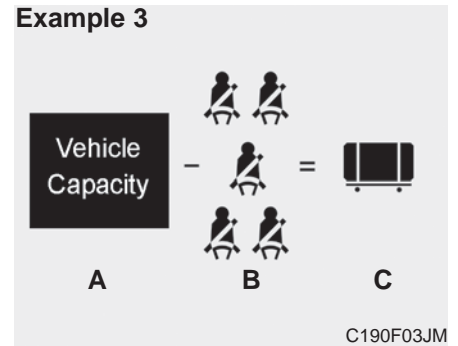 Example 3
Vehicle
Capacity
- =
A B C
C190F03JM